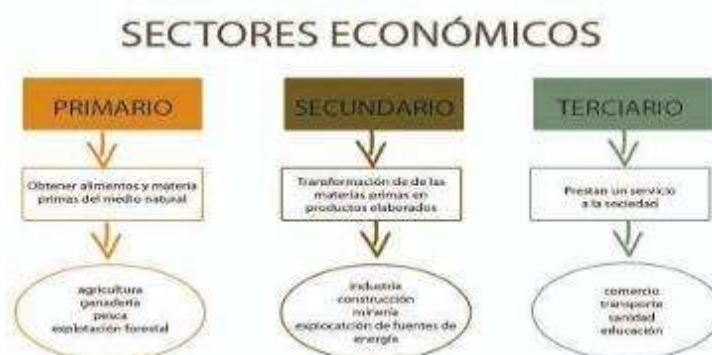 SECTORES ECONÓMICOS
PRIMARIO
Obtener alimentos y materia
primas del medio natural
agricultura
ganadería
pesca
explotación forestal
SECUNDARIO
Transformación de de las
materias primas en
productos elaborados
industria
construcción
minería
explocatción de fuentes de
energía
TERCIARIO
Prestan un servicio
a la sociedad
comercio
transporte
sanidad
educación